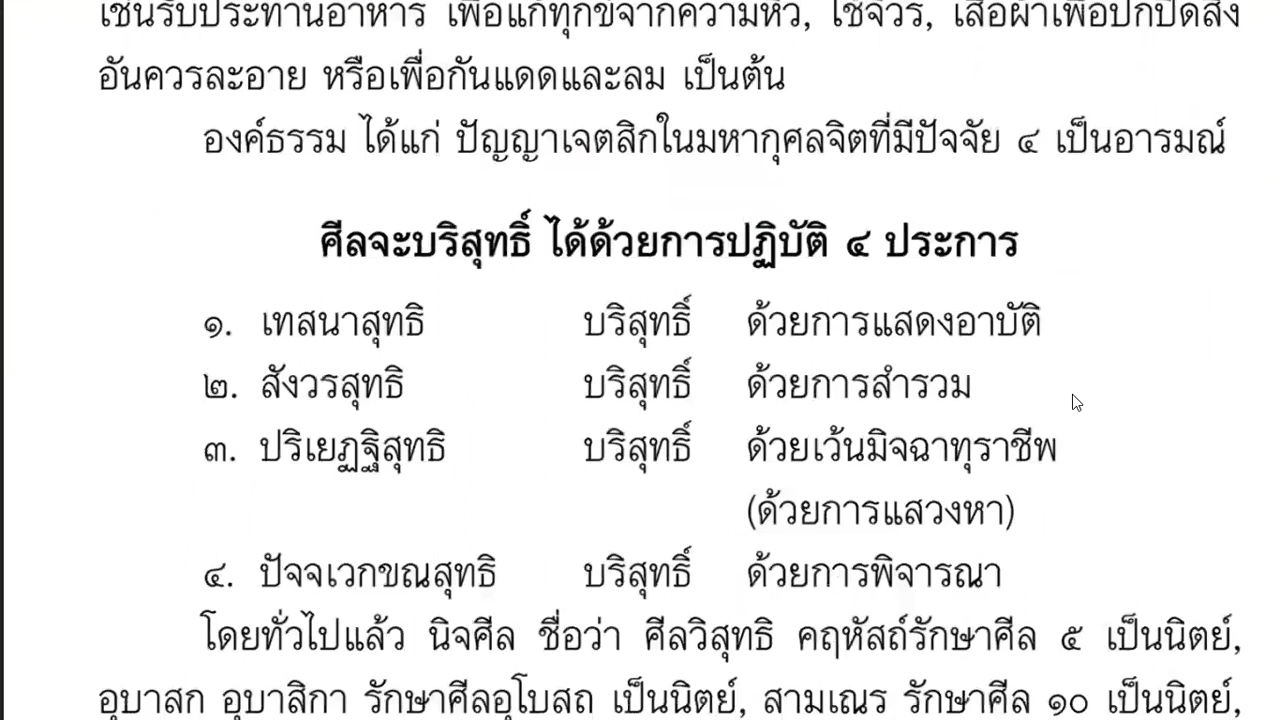 เช่นรับประทานอาหาร เพื่อแก้ทุกข์จากความหิว, ใช้จีวร, เสื้อผ้าเพื่อปกปิดสิ่ง
อันควรละอาย หรือเพื่อกันแดดและลม เป็นต้น
องค์ธรรม ได้แก่ ปัญญาเจตสิกในมหากุศลจิตที่มีปัจจัย ๔ เป็นอารมณ์
ศีลจะบริสุทธิ์ ได้ด้วยการปฏิบัติ ๔ ประการ
๑. เทสนาสุทธิ บริสุทธิ์ ด้วยการแสดงอาบัติ
๒. สังวรสุทธิ บริสุทธิ์ ด้วยการสำรวม
๓. ปริเยฏฐิสุทธิ บริสุทธิ์ ด้วยเว้นมิจฉาทุราชีพ
(ด้วยการแสวงหา)
๔. ปัจจเวกขณสุทธิ บริสุทธิ์ ด้วยการพิจารณา
โดยทั่วไปแล้ว นิจศีล ชื่อว่า ศีลวิสุทธิ คฤหัสถ์รักษาศีล ๕ เป็นนิตย์,
อุบาสก อุบาสิกา รักษาศีลอุโบสถ เป็นนิตย์, สามเณร รักษาศีล ๑๐ เป็นนิตย์,